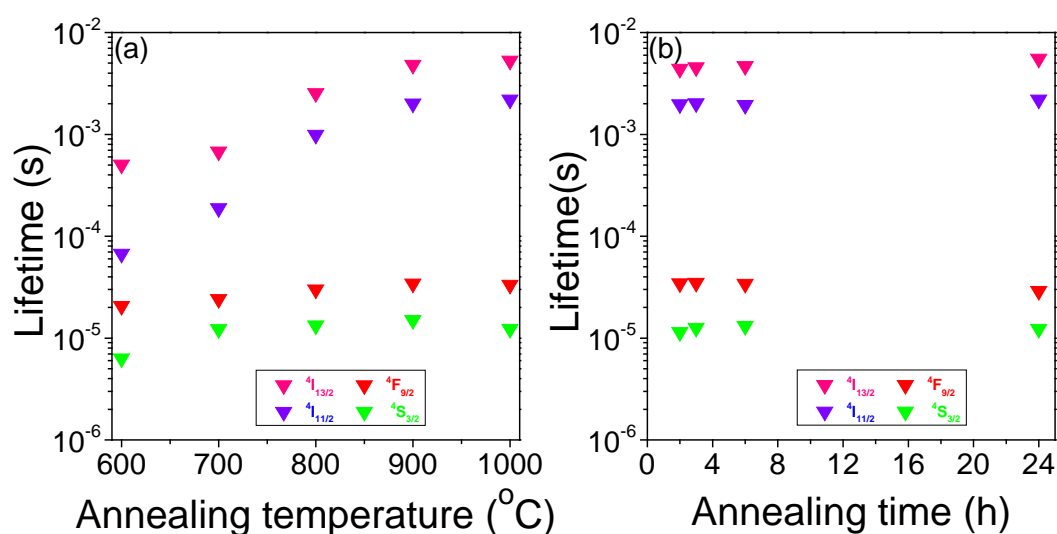 (a)
Lifetime (s)
10⁻²
10⁻³
10⁻⁴
10⁻⁵
10⁻⁶
⁴I₁₃/₂ ⁴F₉/₂
⁴I₁₁/₂ ⁴S₃/₂
600 700 800 900 1000
Annealing temperature (°C)
(b)
Lifetime(s)
10⁻²
10⁻³
10⁻⁴
10⁻⁵
10⁻⁶
⁴I₁₃/₂ ⁴F₉/₂
⁴I₁₁/₂ ⁴S₃/₂
0 4 8 12 16 20 24
Annealing time (h)